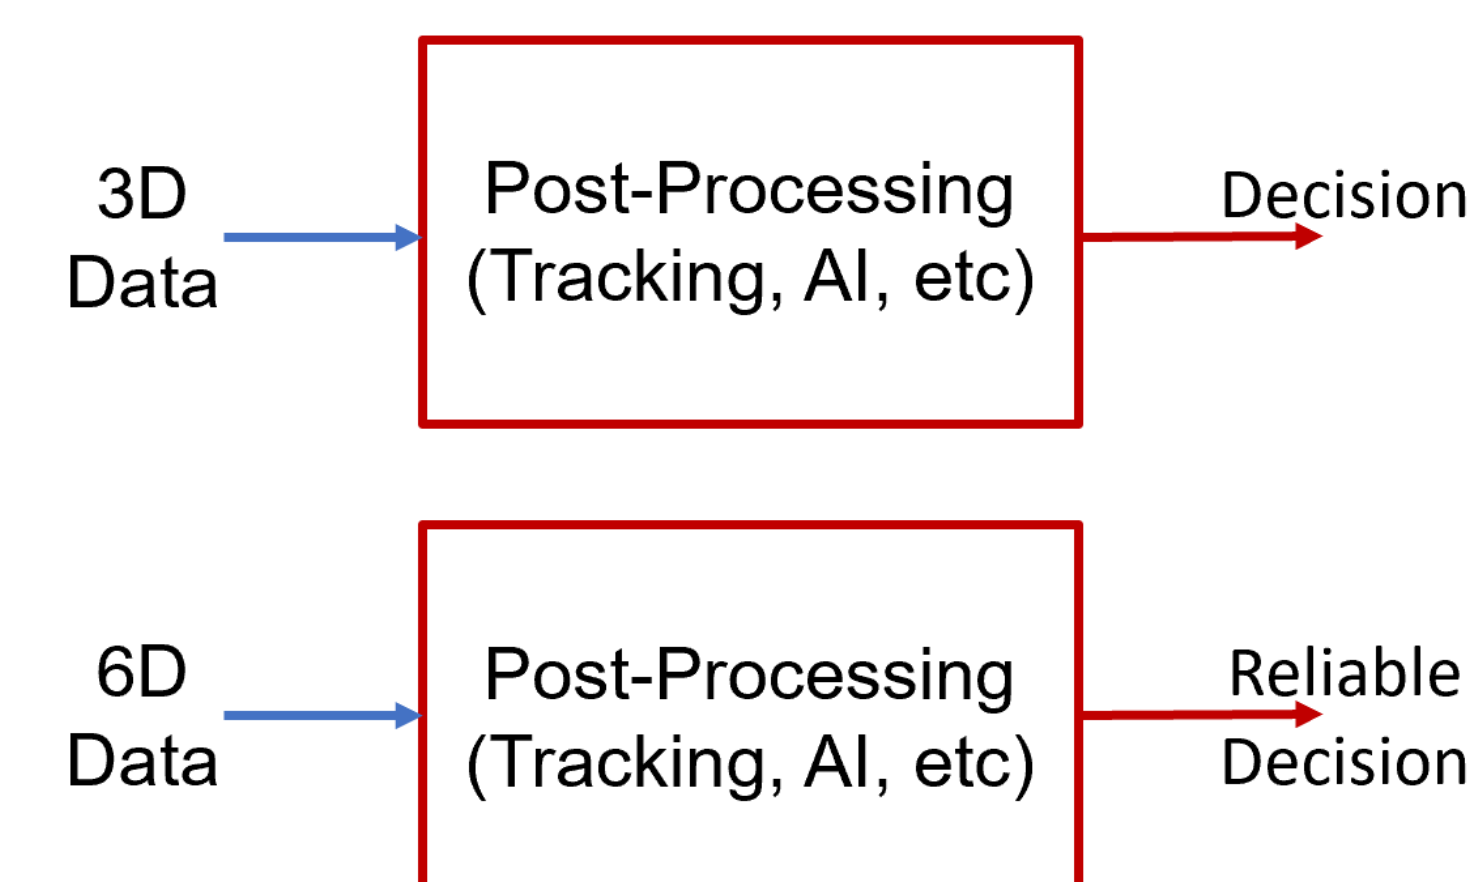 3D
Data
Post-Processing
(Tracking, AI, etc)
Decision
6D
Data
Post-Processing
(Tracking, AI, etc)
Reliable
Decision